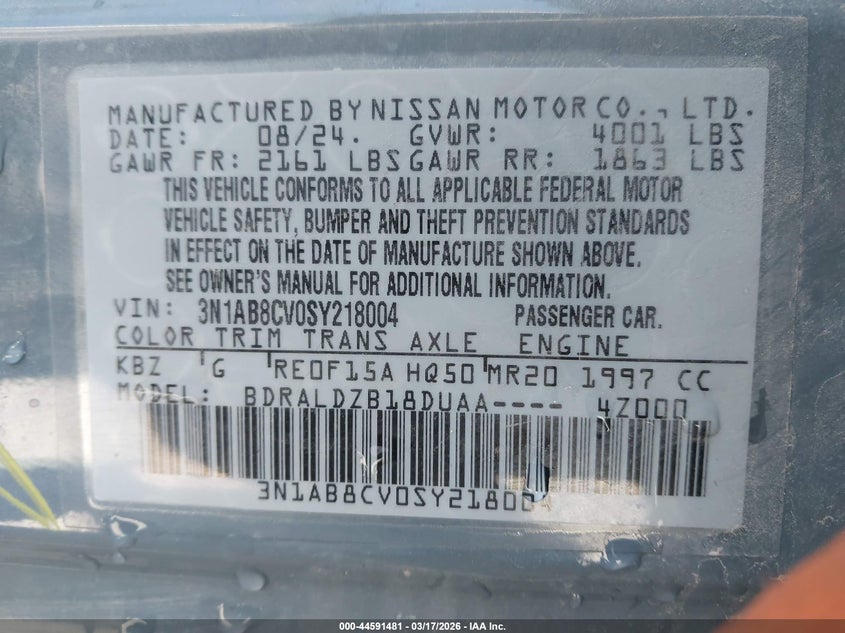 MANUFACTURED BY NISSAN MOTOR CO., LTD.
DATE: 08/24. GVWR: 4001 LBS
GAWR FR: 2161 LBS GAWR RR: 1863 LBS
THIS VEHICLE CONFORMS TO ALL APPLICABLE FEDERAL MOTOR
VEHICLE SAFETY, BUMPER AND THEFT PREVENTION STANDARDS
IN EFFECT ON THE DATE OF MANUFACTURE SHOWN ABOVE.
SEE OWNER'S MANUAL FOR ADDITIONAL INFORMATION.
VIN: 3N1AB8CV0SY218004 PASSENGER CAR.
COLOR TRIM TRANS AXLE ENGINE
KBZ G RE0F15A HQ50 MR20 1997 CC
MODEL: BDRALDZB18DUAA---- 4Z000
3N1AB8CV0SY21800
000-44591481 - 03/17/2026 - IAA Inc.